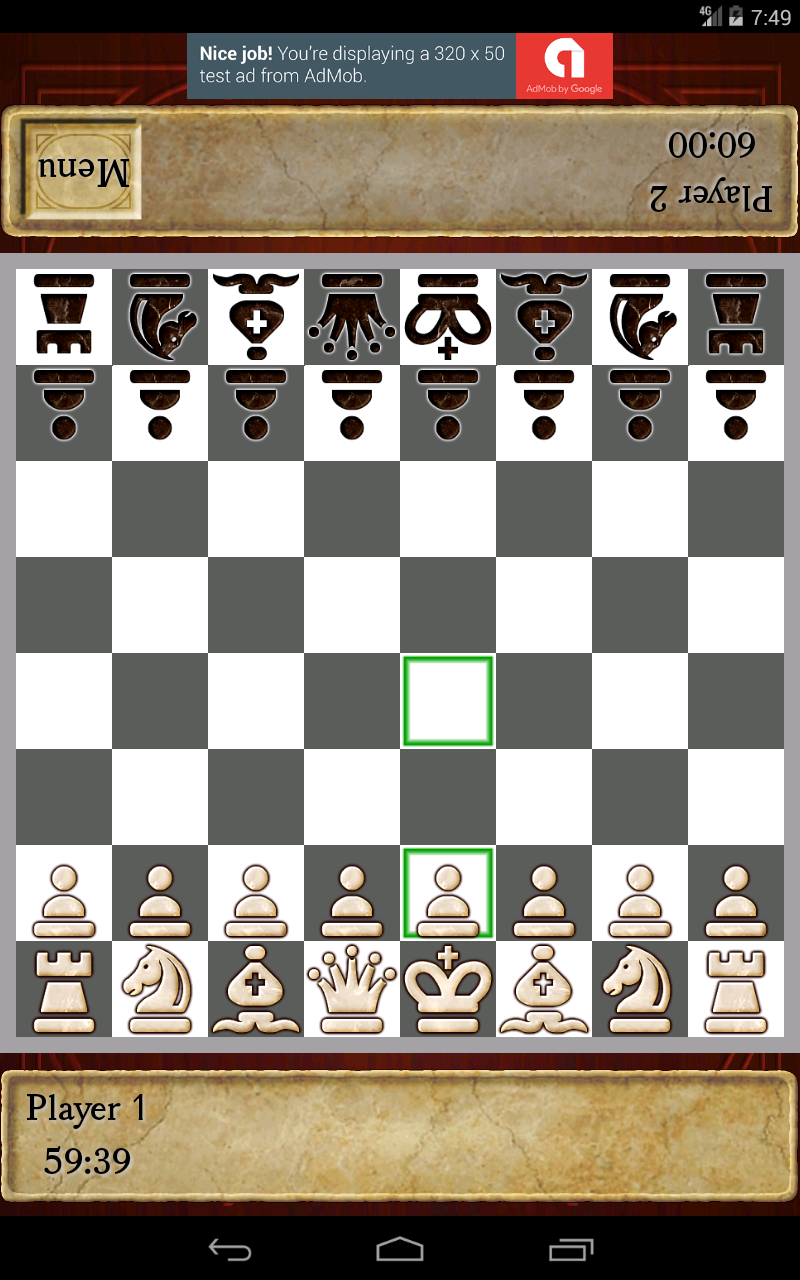 4G 7:49
Nice job! You're displaying a 320 x 50
test ad from AdMob.
AdMob by Google
Menu
Player 2
60:00
Player 1
59:39